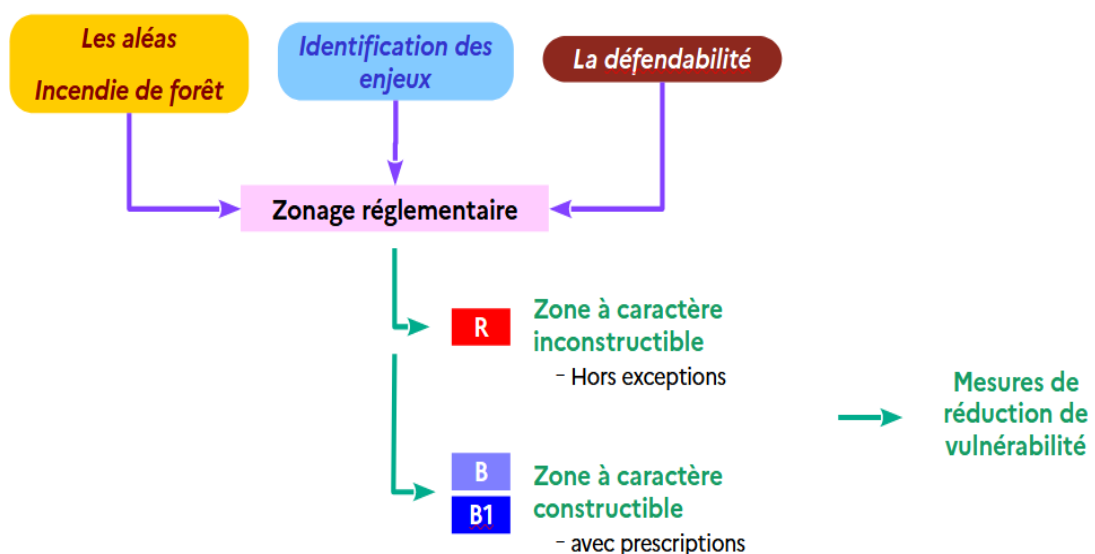 Les aléas
Incendie de forêt
Identification des
enjeux
La défendabilité
Zonage réglementaire
R
Zone à caractère
inconstructible
- Hors exceptions
B
B1
Zone à caractère
constructible
- avec prescriptions
Mesures de
réduction de
vulnérabilité